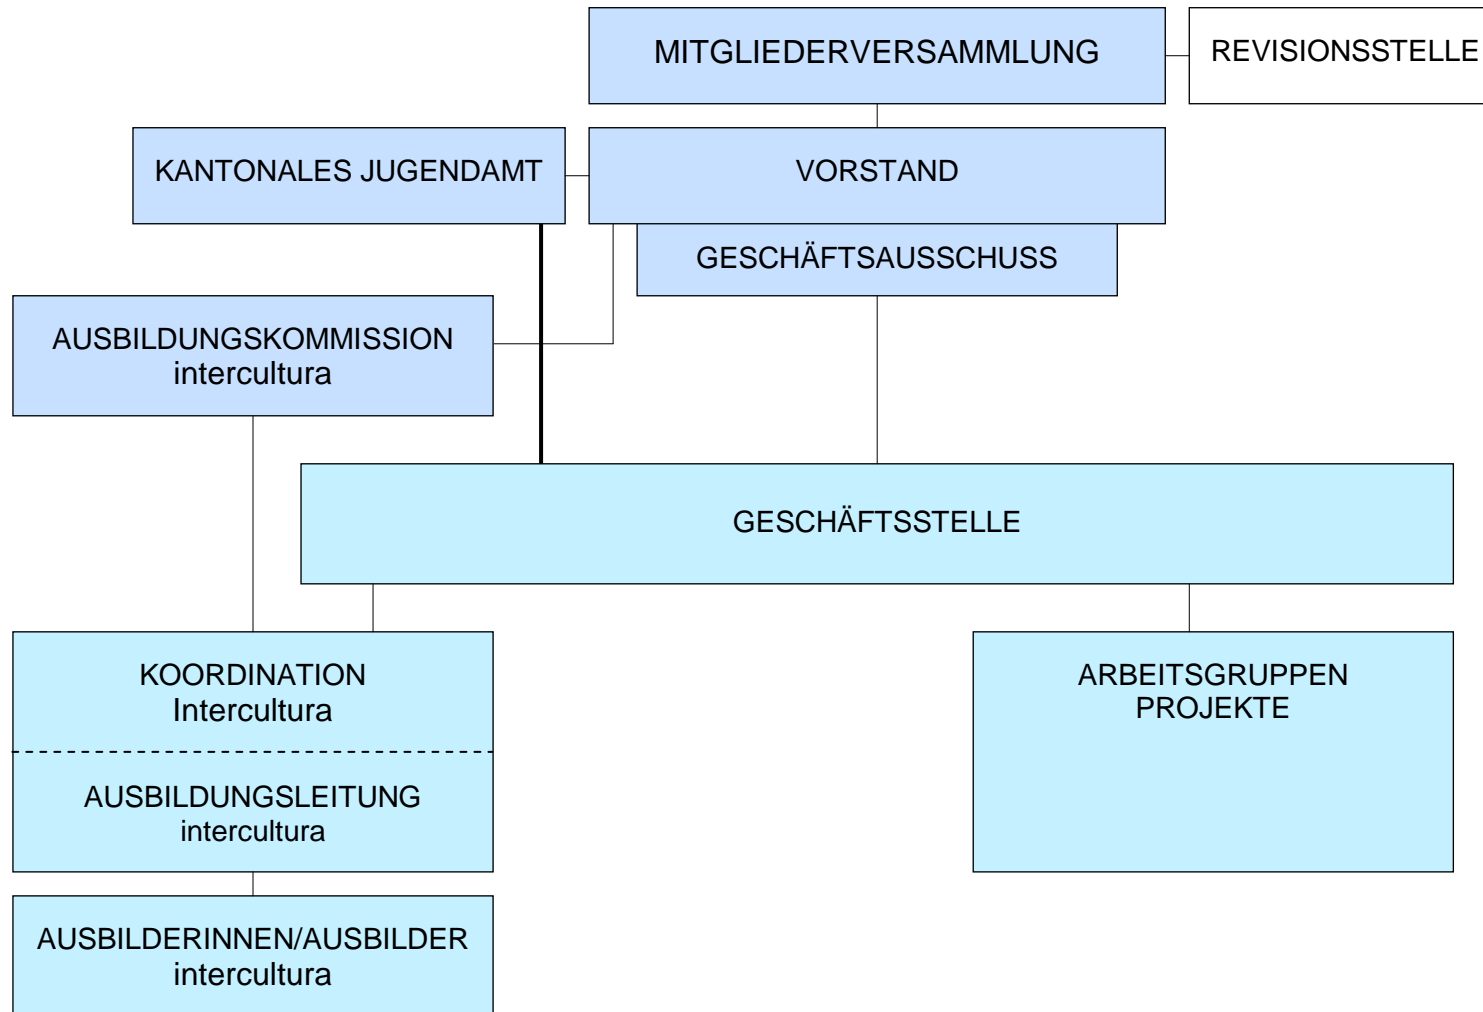 MITGLIEDERVERSAMMLUNG
REVISIONSSTELLE
KANTONALES JUGENDAMT
VORSTAND
GESCHÄFTSAUSSCHUSS
AUSBILDUNGSKOMMISSION
intercultura
GESCHÄFTSSTELLE
KOORDINATION
Intercultura
ARBEITSGRUPPEN
PROJEKTE
AUSBILDUNGSLEITUNG
intercultura
AUSBILDERINNEN/AUSBILDER
intercultura